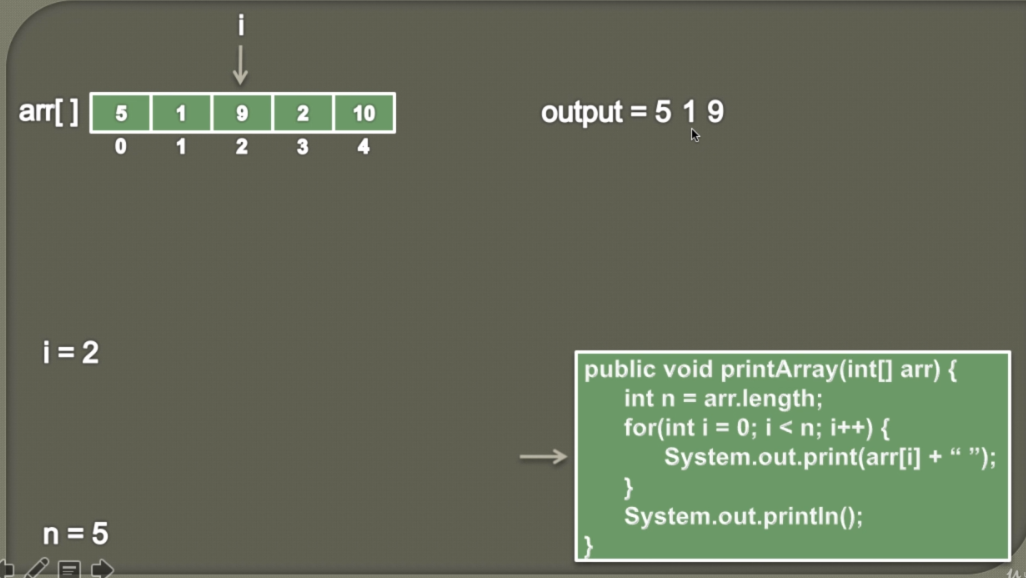 i
arr[ ] 5 1 9 2 10
0 1 2 3 4
output = 5 1 9
i = 2
n = 5
public void printArray(int[] arr) {
int n = arr.length;
for(int i = 0; i < n; i++) {
System.out.print(arr[i] + “ ”);
}
System.out.println();
}